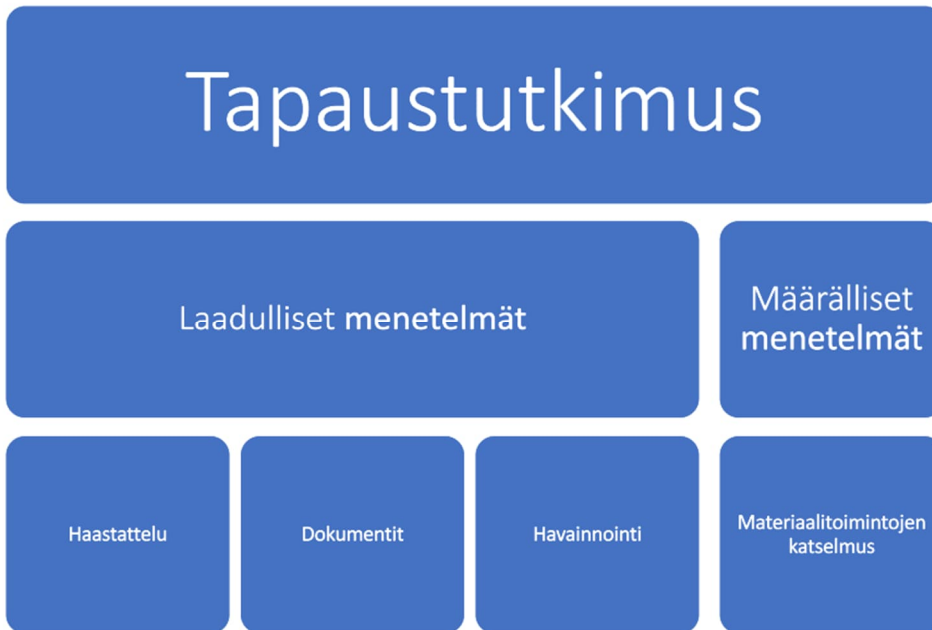 Tapaustutkimus
Laadulliset menetelmät
Määrälliset
menetelmät
Haastattelu
Dokumentit
Havainnointi
Materiaalitoimintojen
katselmus